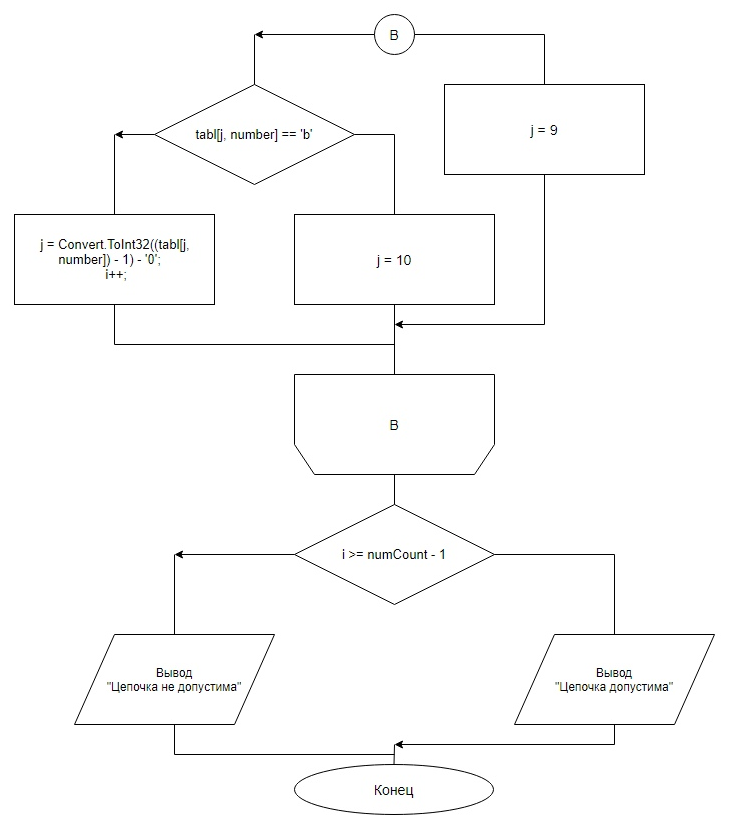 B
tabl[j, number] == 'b'
j = 9
j = Convert.ToInt32((tabl[j,
number]) - 1) - '0';
i++;
j = 10
B
i >= numCount - 1
Вывод
"Цепочка не допустима"
Вывод
"Цепочка допустима"
Конец